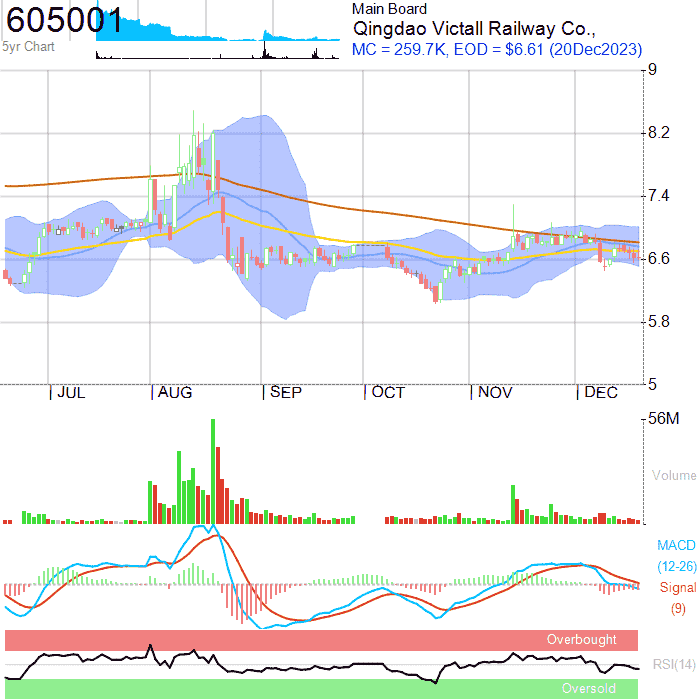 605001
5yr Chart
Main Board
Qingdao Victall Railway Co.,
MC = 259.7K, EOD = $6.61 (20Dec2023)
9
8.2
7.4
6.6
5.8
5
JUL AUG SEP OCT NOV DEC
56M
Volume
MACD
(12-26)
Signal
(9)
Overbought
RSI(14)
Oversold